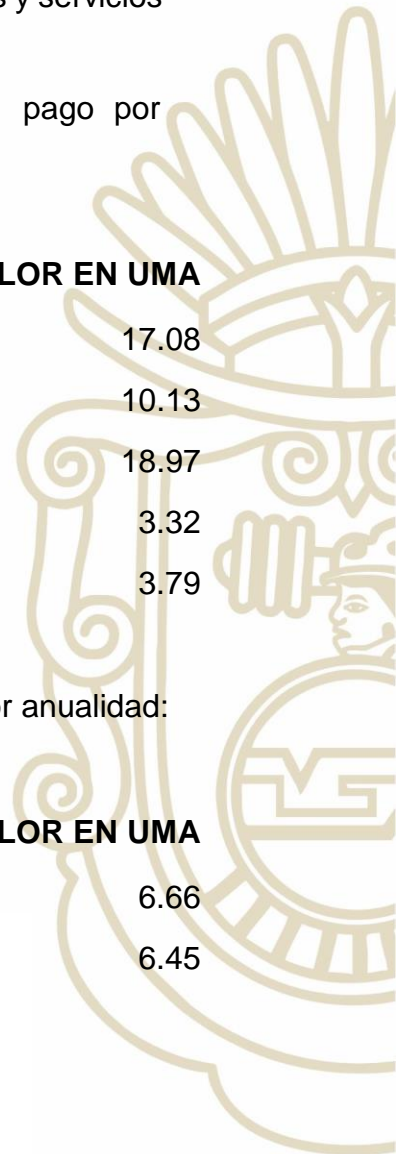 s y servicios
pago por
LOR EN UMA
17.08
10.13
18.97
3.32
3.79
r anualidad:
LOR EN UMA
6.66
6.45